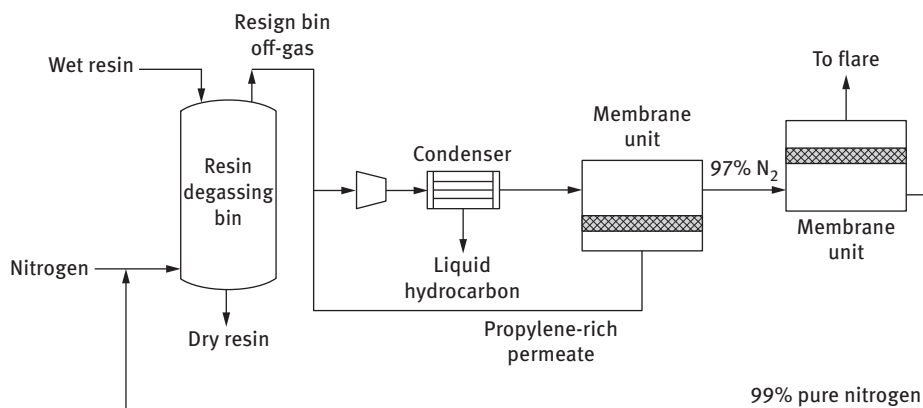 Resign bin
off-gas
Wet resin
To flare
Membrane
unit
Condenser
97% N₂
Resin
degassing
bin
Membrane
unit
Nitrogen
Liquid
hydrocarbon
Dry resin
Propylene-rich
permeate
99% pure nitrogen